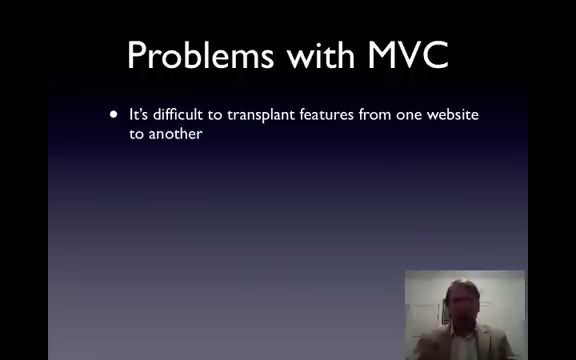 Problems with MVC
• It's difficult to transplant features from one website
to another